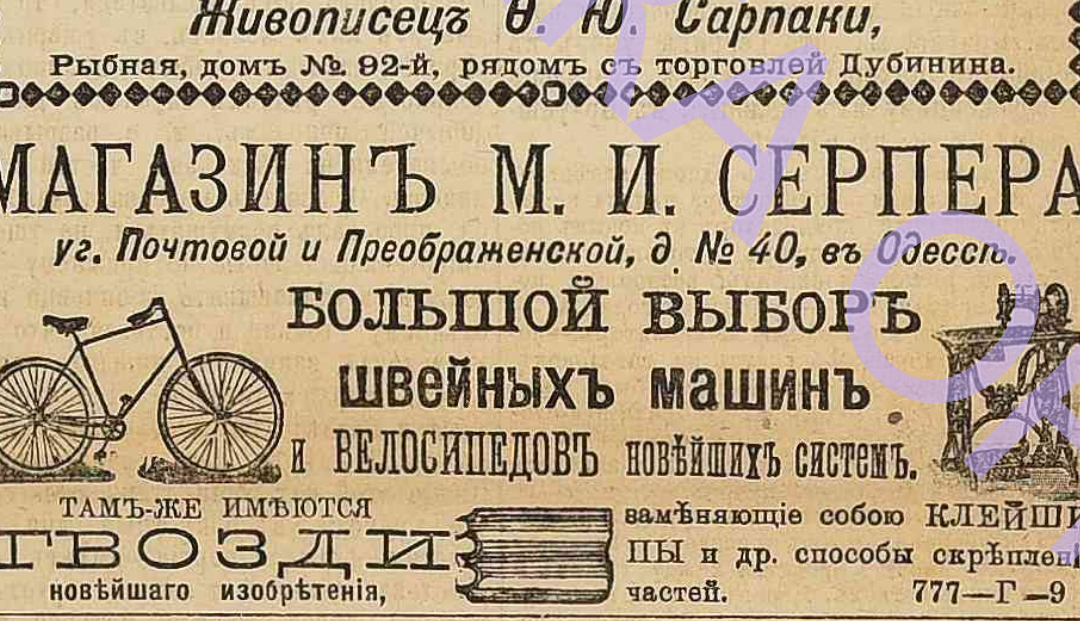 Живописецъ Ѳ. Ю. Сарпаки,
Рыбная, домъ №. 92-й, рядомъ съ торговлей Дубинина.
МАГАЗИНЪ М. И. СЕРПЕРА
уг. Почтовой и Преображенской, д. № 40, въ Одессѣ.
БОЛЬШОЙ ВЫБОРЪ
швейныхъ машинъ
и ВЕЛОСИПЕДОВЪ новѣйшихъ системъ.
ТАМЪ-ЖЕ ИМѢЮТСЯ
ГВОЗДИ
новѣйшаго изобрѣтенія,
замѣняющіе собою КЛЕЙ ШИ
ПЫ и др. способы скрѣплен
частей. 777—Г—9